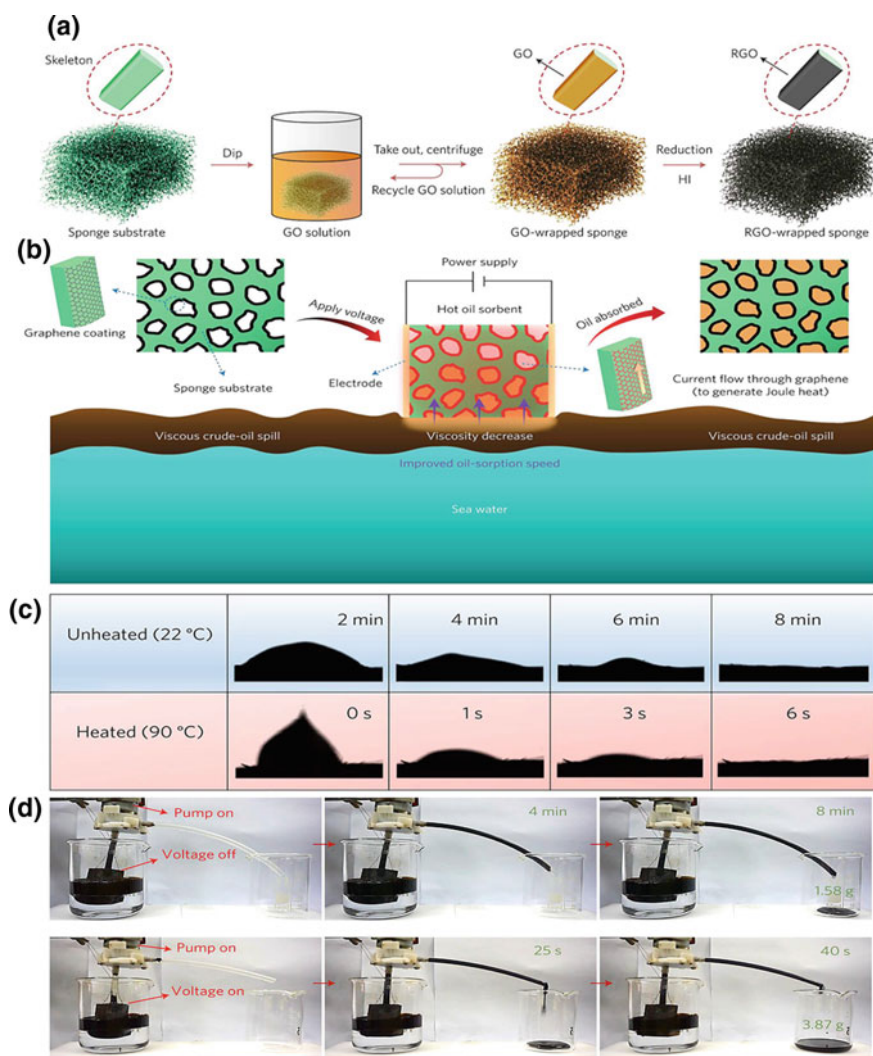 (a)
Skeleton
GO
RGO
Dip
Take out, centrifuge
Recycle GO solution
Reduction
HI
Sponge substrate
GO solution
GO-wrapped sponge
RGO-wrapped sponge
(b)
Power supply
Graphene coating
Apply voltage
Hot oil sorbent
Oil absorbed
Sponge substrate
Electrode
Current flow through graphene
(to generate Joule heat)
Viscous crude-oil spill
Viscosity decrease
Viscous crude-oil spill
Improved oil-sorption speed
Sea water
(c)
Unheated (22 °C)
2 min
4 min
6 min
8 min
Heated (90 °C)
0 s
1 s
3 s
6 s
(d)
Pump on
Voltage off
4 min
8 min
1.58 g
Pump on
Voltage on
25 s
40 s
3.87 g